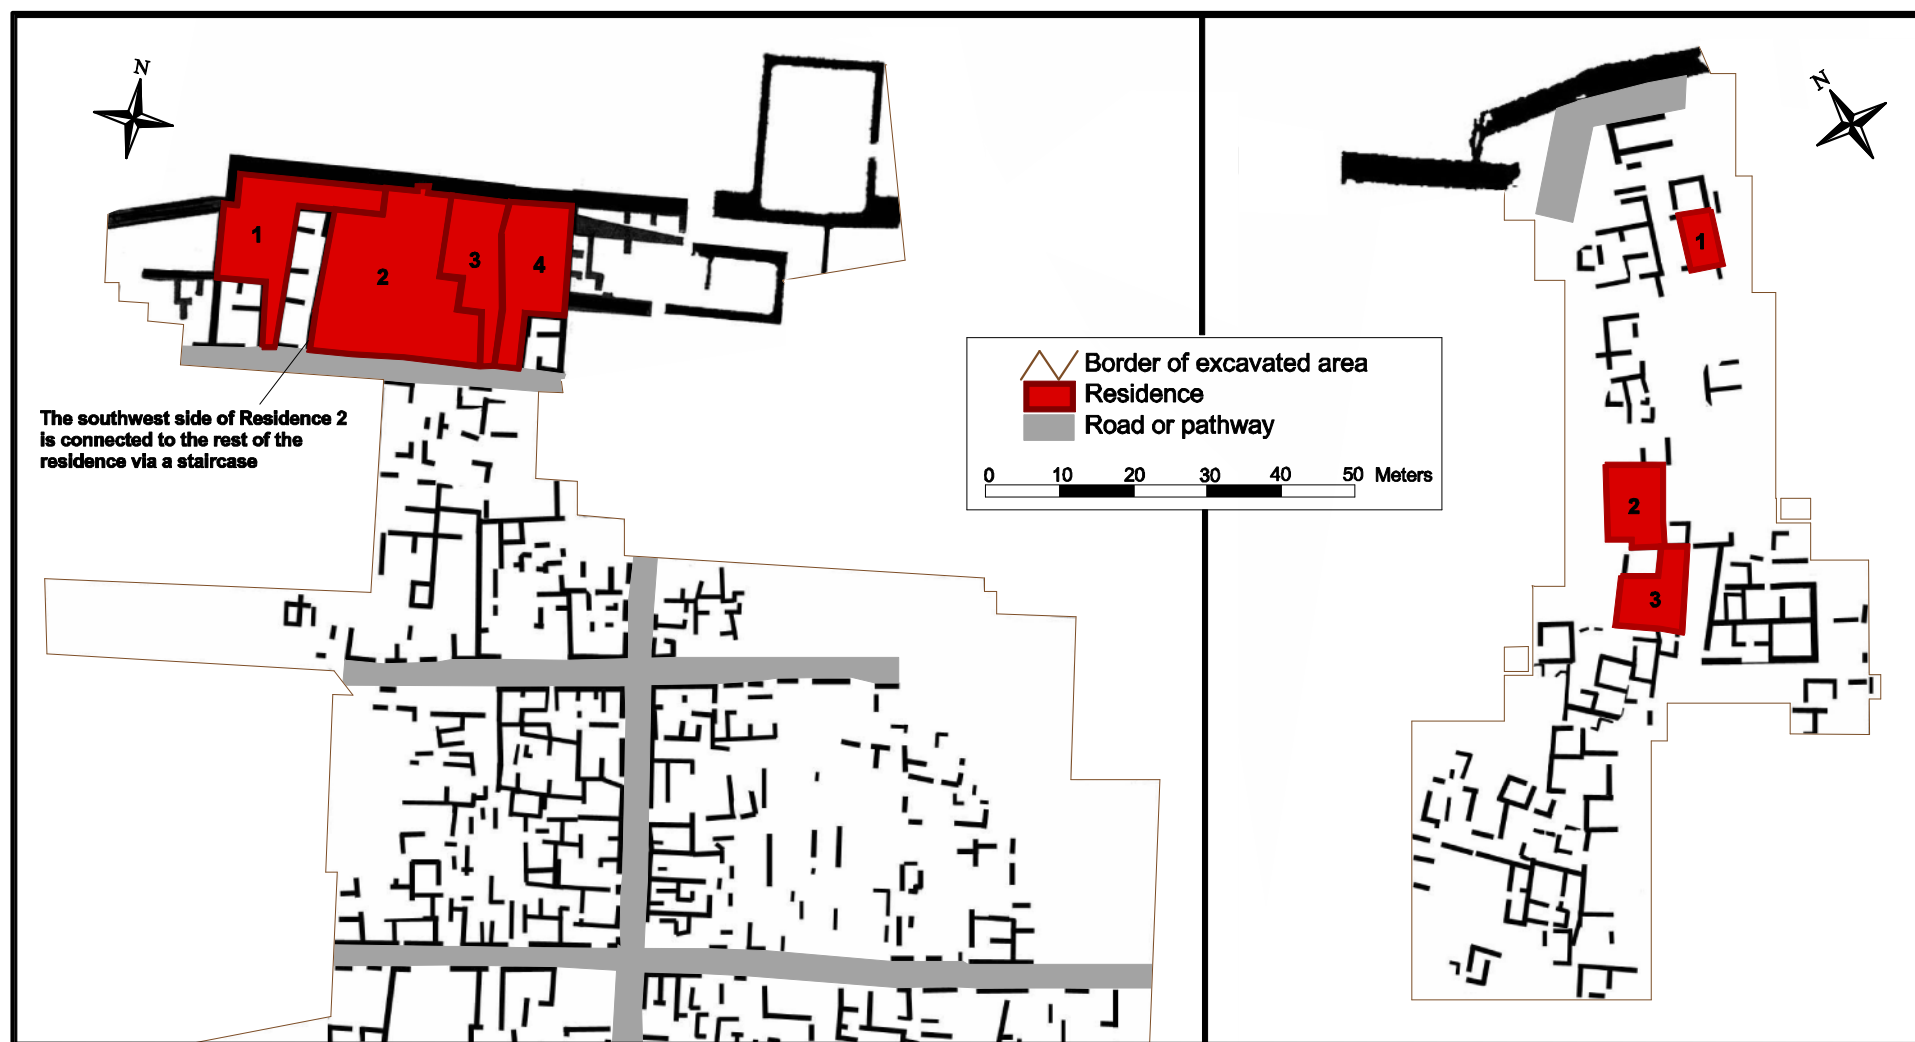 N
1
2
3
4
The southwest side of Residence 2
is connected to the rest of the
residence via a staircase
Border of excavated area
Residence
Road or pathway
0 10 20 30 40 50 Meters
N
1
2
3